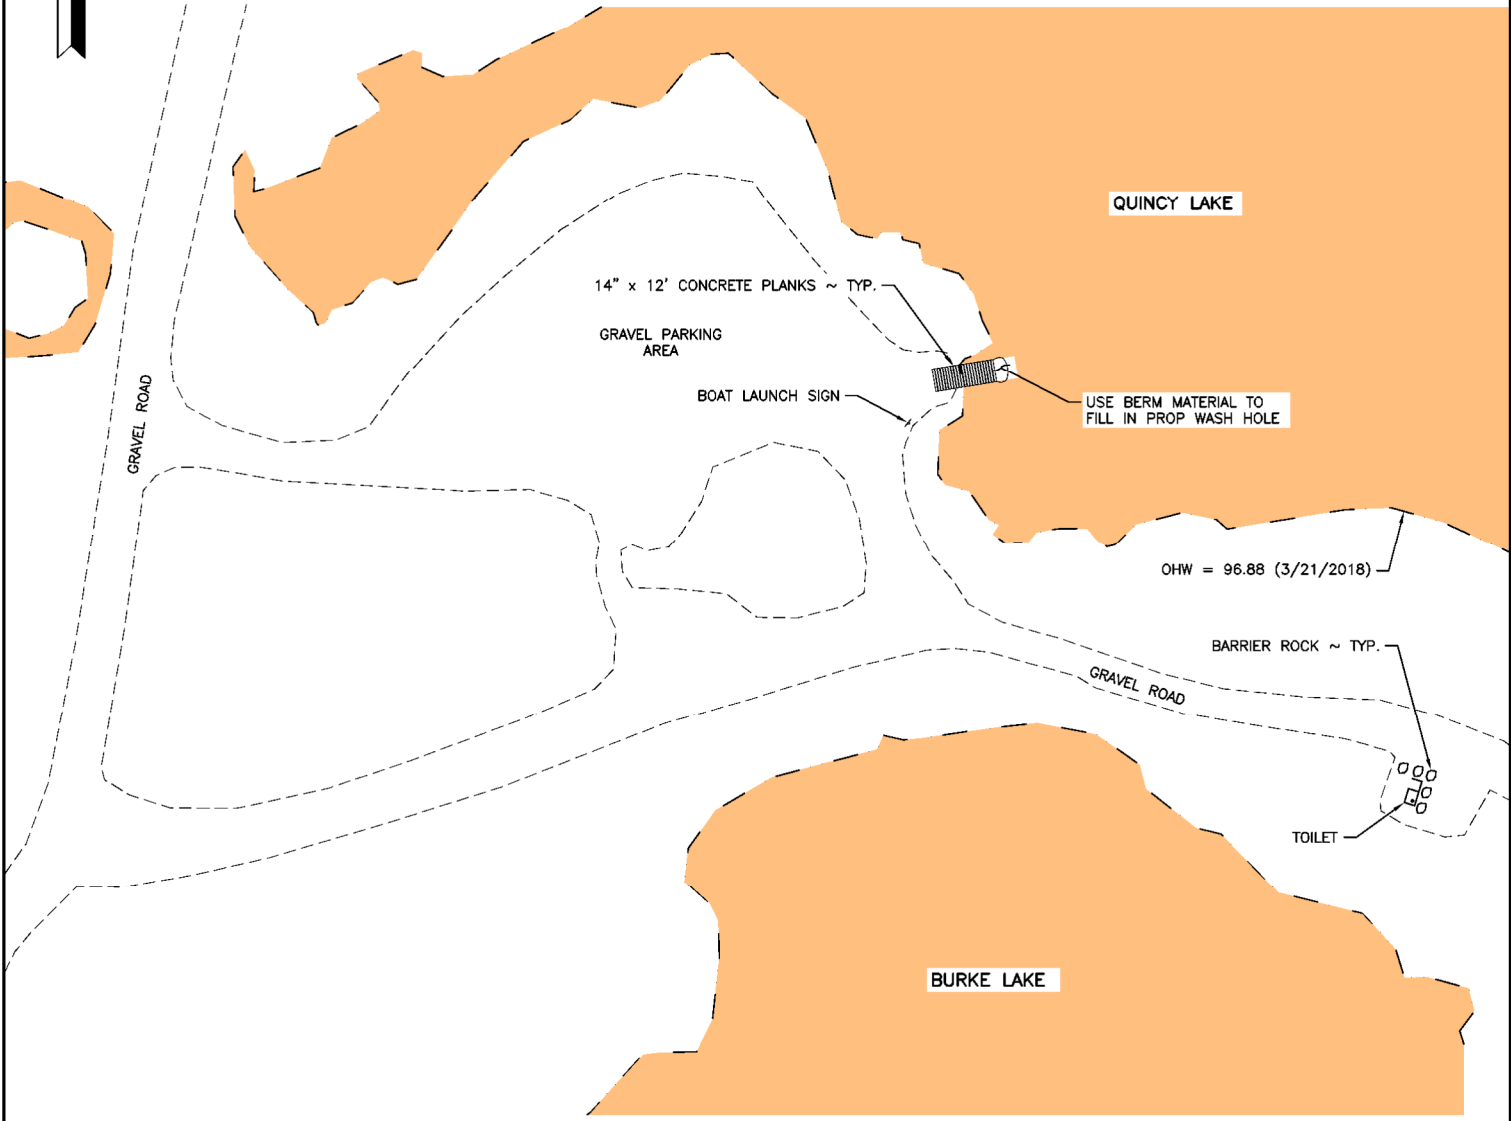 QUINCY LAKE
14" x 12' CONCRETE PLANKS ~ TYP.
GRAVEL PARKING
AREA
BOAT LAUNCH SIGN
USE BERM MATERIAL TO
FILL IN PROP WASH HOLE
GRAVEL ROAD
OHW = 96.88 (3/21/2018)
BARRIER ROCK ~ TYP.
GRAVEL ROAD
TOILET
BURKE LAKE